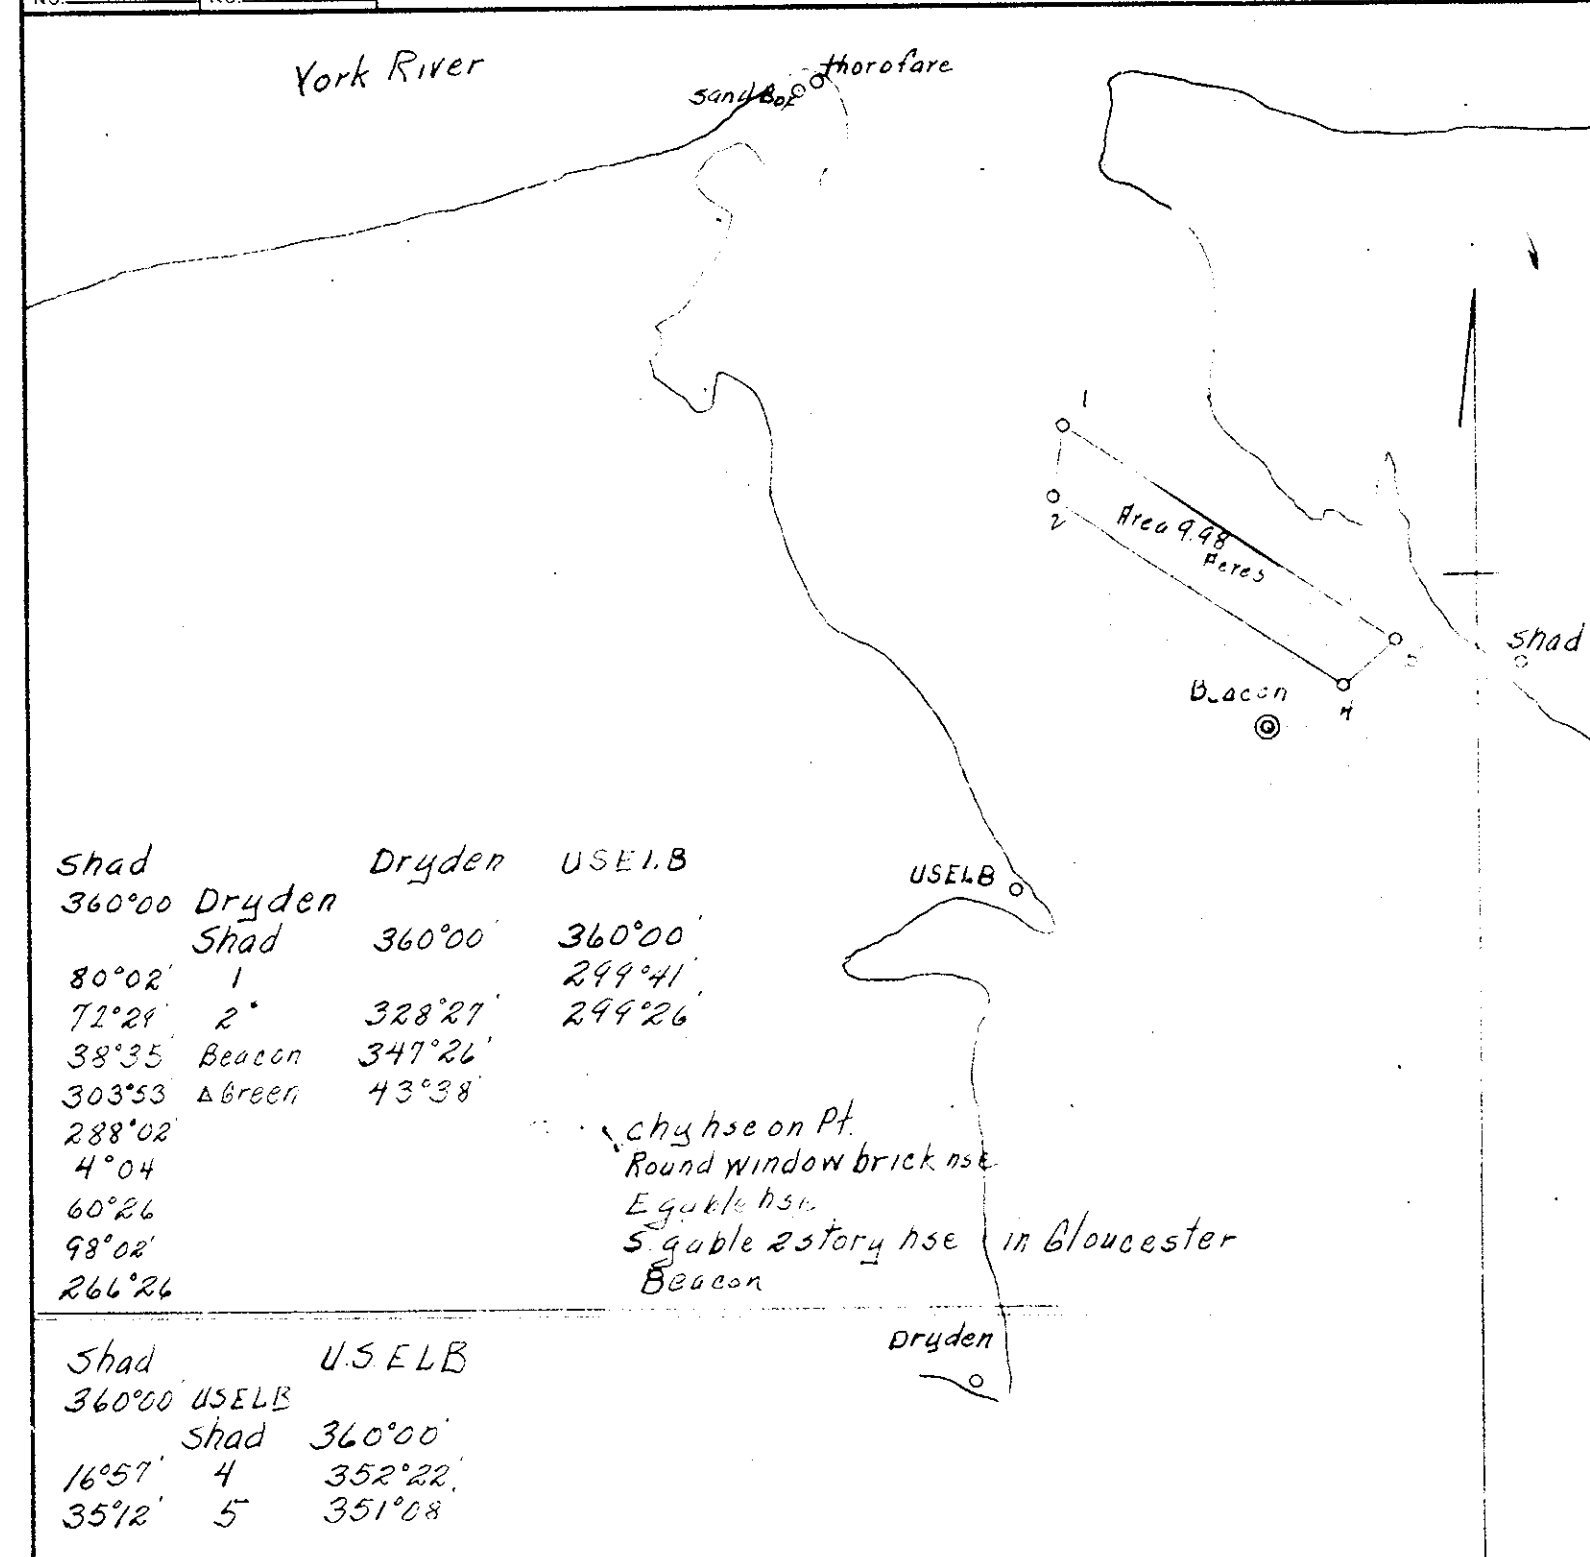 York River
thorofare
Sand Box
1
2
Area 9.98
Acres
5
Shad
Beacon
4
Shad Dryden USELB
360°00 Dryden
Shad 360°00' 360°00'
80°02' 1 299°41'
72°29' 2 328°27' 299°26'
38°35' Beacon 347°26'
303°53' △ Green 43°38'
288°02' chy hse on Pt.
4°04 Round window brick hse
60°26 E gable hse
98°02' S. gable 2 story hse in Gloucester
266°26 Beacon
USELB
Dryden
Shad U.S.ELB
360°00' USELB
Shad 360°00'
16°57' 4 352°22'
35°12' 5 351°08